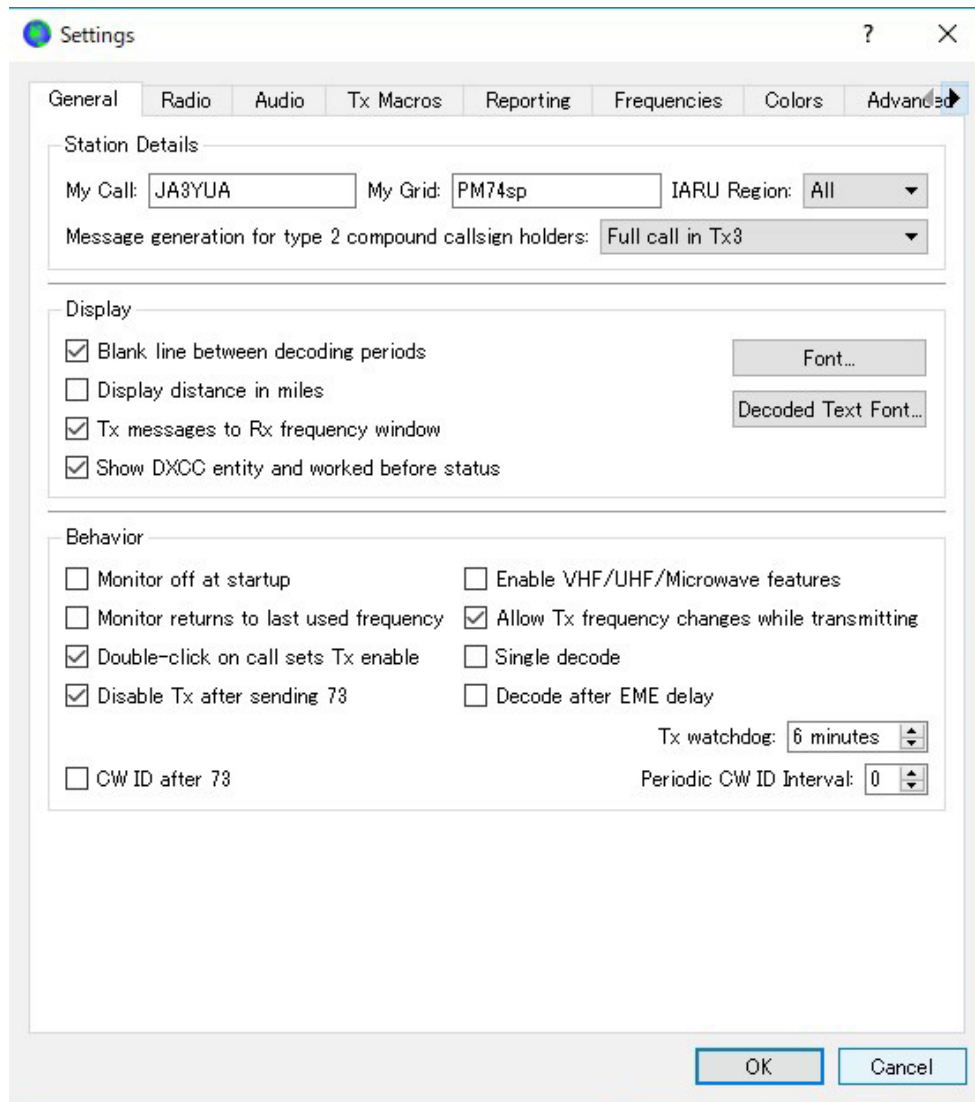 Settings
General Radio Audio Tx Macros Reporting Frequencies Colors Advanced
Station Details
My Call: JA3YUA My Grid: PM74sp IARU Region: All
Message generation for type 2 compound callsign holders: Full call in Tx3
Display
Blank line between decoding periods Font...
Display distance in miles
Decoded Text Font...
Tx messages to Rx frequency window
Show DXCC entity and worked before status
Behavior
Monitor off at startup Enable VHF/UHF/Microwave features
Monitor returns to last used frequency Allow Tx frequency changes while transmitting
Double-click on call sets Tx enable Single decode
Disable Tx after sending 73 Decode after EME delay
Tx watchdog: 6 minutes
CW ID after 73 Periodic CW ID Interval: 0
OK Cancel